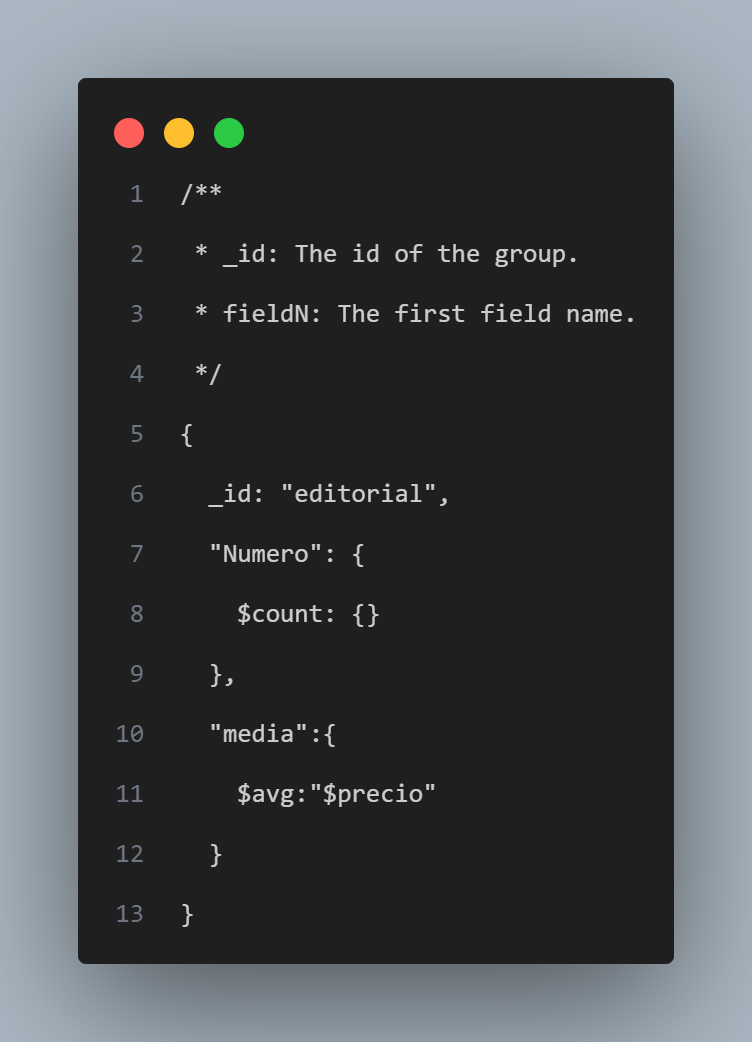 1 /**
2  * _id: The id of the group.
3  * fieldN: The first field name.
4  */
5 {
6   _id: "editorial",
7   "Numero": {
8     $count: {}
9   },
10   "media":{
11     $avg:"$precio"
12   }
13 }